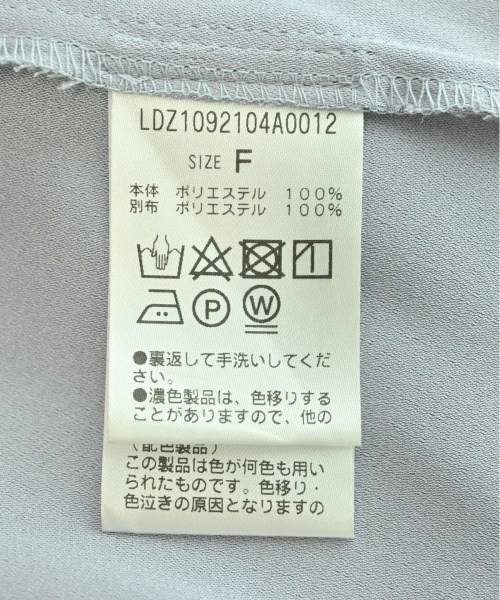 LDZ1092104A0012
SIZE F
本体 ポリエステル 100%
別布 ポリエステル 100%
P W
●裏返して手洗いしてくだ
さい。
●濃色製品は、色移りする
ことがありますので、他の
(配色製品)
この製品は色が何色も用い
られたものです。色移り・
色泣きの原因となりますの